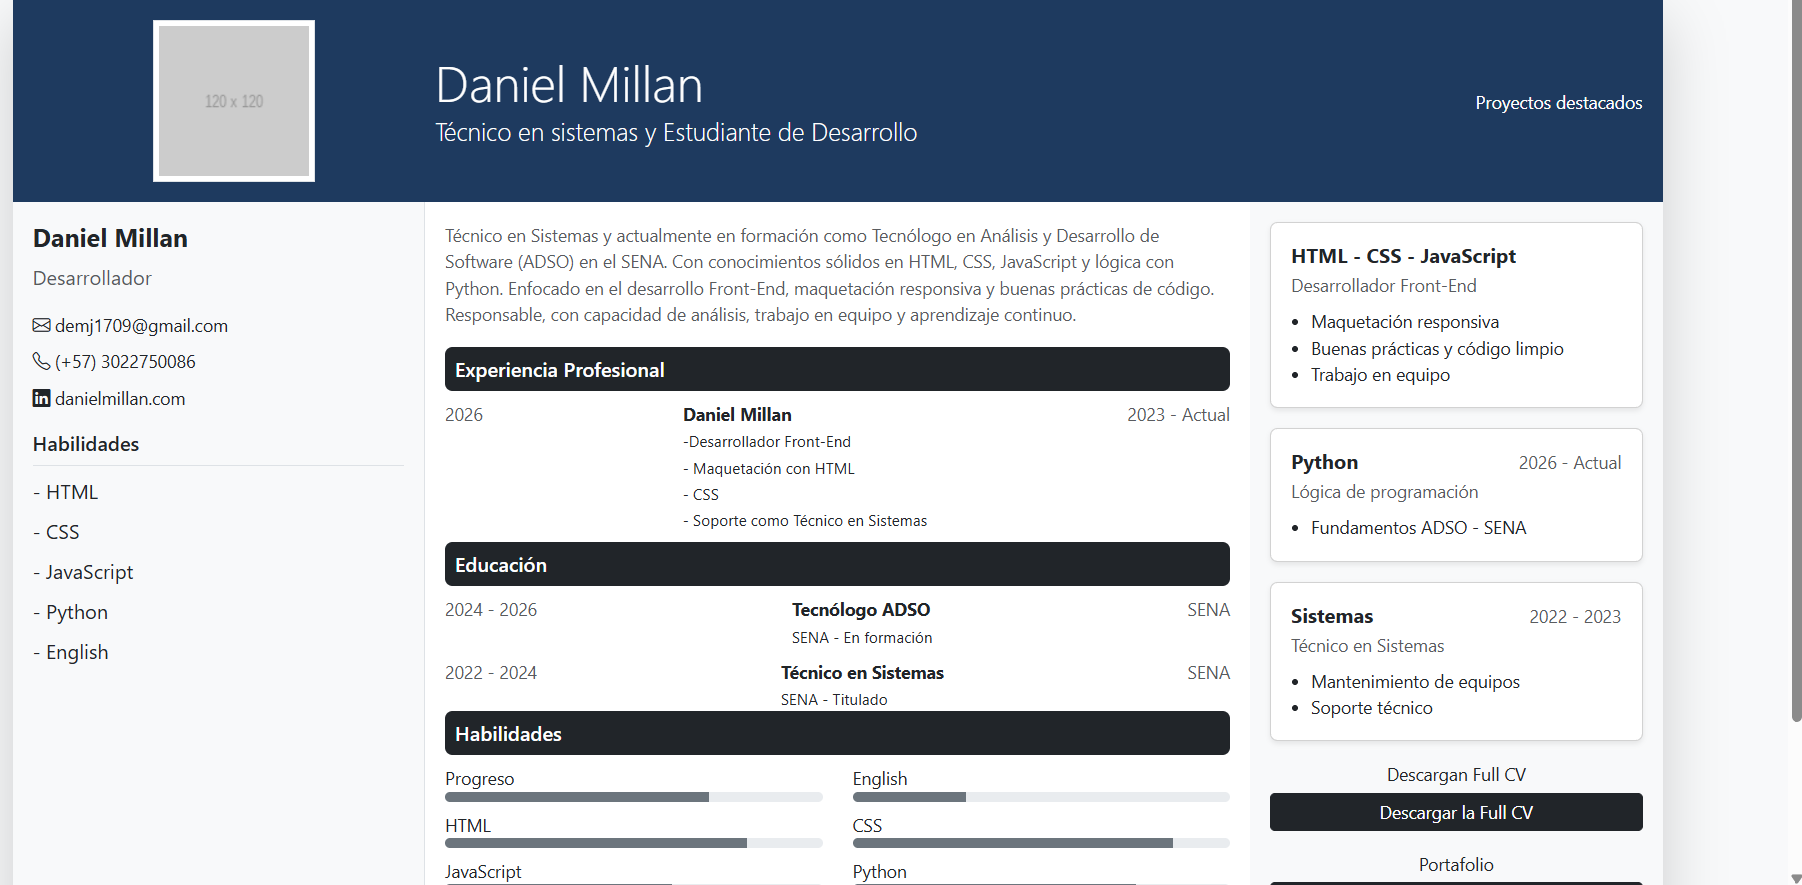 120 x 120
Daniel Millan
Técnico en sistemas y Estudiante de Desarrollo
Proyectos destacados
Daniel Millan
Desarrollador
demj1709@gmail.com
(+57) 3022750086
danielmillan.com
Habilidades
- HTML
- CSS
- JavaScript
- Python
- English
Técnico en Sistemas y actualmente en formación como Tecnólogo en Análisis y Desarrollo de
Software (ADSO) en el SENA. Con conocimientos sólidos en HTML, CSS, JavaScript y lógica con
Python. Enfocado en el desarrollo Front-End, maquetación responsiva y buenas prácticas de código.
Responsable, con capacidad de análisis, trabajo en equipo y aprendizaje continuo.
Experiencia Profesional
2026 Daniel Millan 2023 - Actual
-Desarrollador Front-End
- Maquetación con HTML
- CSS
- Soporte como Técnico en Sistemas
Educación
2024 - 2026 Tecnólogo ADSO SENA
SENA - En formación
2022 - 2024 Técnico en Sistemas SENA
SENA - Titulado
Habilidades
Progreso English
HTML CSS
JavaScript Python
HTML - CSS - JavaScript
Desarrollador Front-End
• Maquetación responsiva
• Buenas prácticas y código limpio
• Trabajo en equipo
Python 2026 - Actual
Lógica de programación
• Fundamentos ADSO - SENA
Sistemas 2022 - 2023
Técnico en Sistemas
• Mantenimiento de equipos
• Soporte técnico
Descargan Full CV
Descargar la Full CV
Portafolio